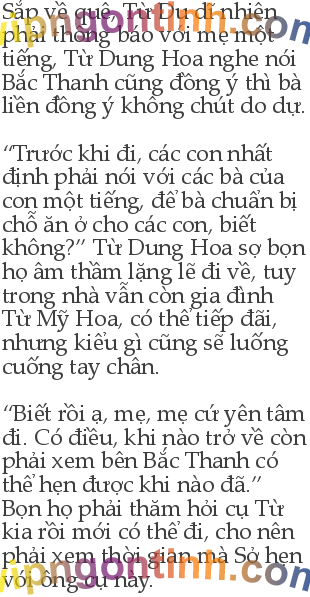 Sắp về quê, Từ Du dĩ nhiên
phải thông báo với mẹ một
tiếng, Từ Dung Hoa nghe nói
Bắc Thanh cũng đồng ý thì bà
liền đồng ý không chút do dự.
“Trước khi đi, các con nhất
định phải nói với các bà của
con một tiếng, để bà chuẩn bị
chỗ ăn ở cho các con, biết
không?” Từ Dung Hoa sợ bọn
họ âm thầm lặng lẽ đi về, tuy
trong nhà vẫn còn gia đình
Từ Mỹ Hoa, có thể tiếp đãi,
nhưng kiểu gì cũng sẽ luống
cuống tay chân.
“Biết rồi ạ, mẹ, mẹ cứ yên tâm
đi. Có điều, khi nào trở về còn
phải xem bên Bắc Thanh có
thể hẹn được khi nào đã.”
Bọn họ phải thăm hỏi cụ Từ
kia rồi mới có thể đi, cho nên
phải xem thời gian mà Sở hẹn
với ông cụ này.
vipngontinh.com
vipngontinh.com